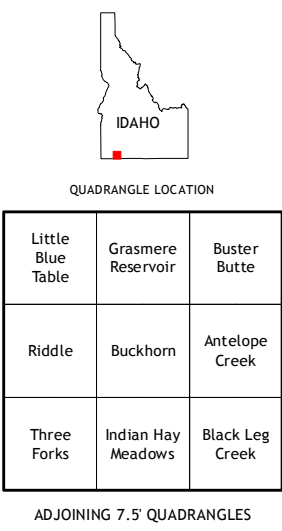 IDAHO
QUADRANGLE LOCATION
Little
Blue
Table
Grasmere
Reservoir
Buster
Butte
Riddle
Buckhorn
Antelope
Creek
Three
Forks
Indian Hay
Meadows
Black Leg
Creek
ADJOINING 7.5' QUADRANGLES